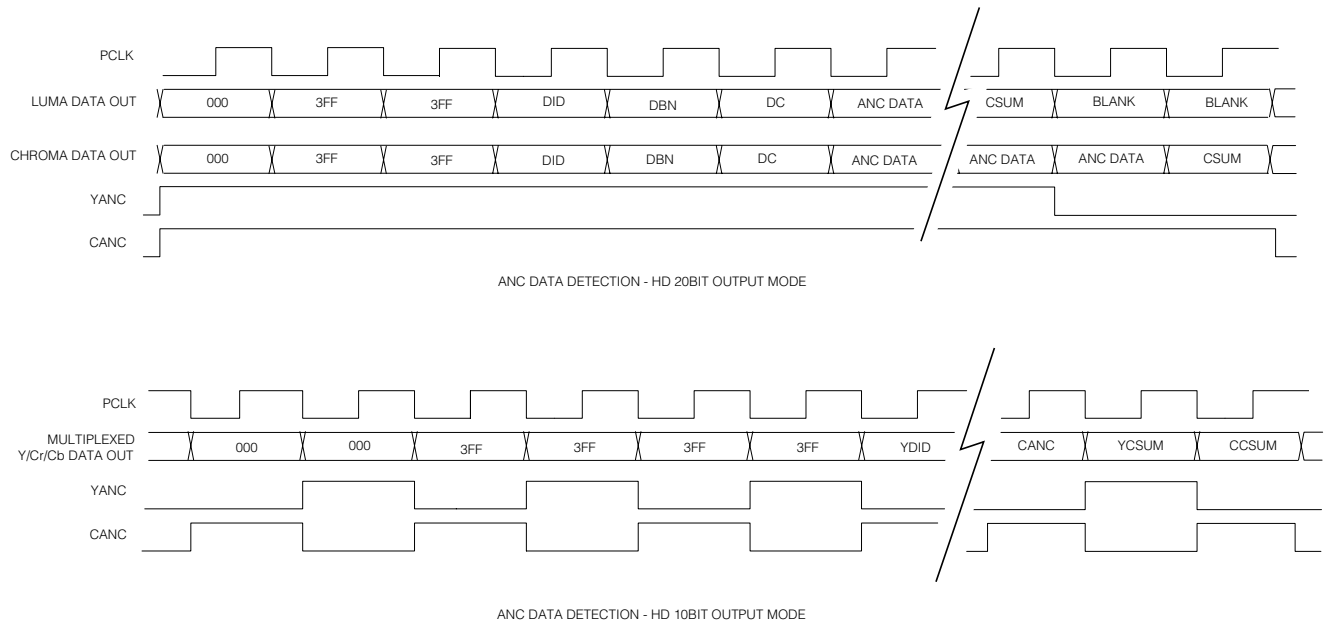 PCLK
LUMA DATA OUT 000 3FF 3FF DID DBN DC ANC DATA CSUM BLANK BLANK
CHROMA DATA OUT 000 3FF 3FF DID DBN DC ANC DATA ANC DATA ANC DATA CSUM
YANC
CANC
ANC DATA DETECTION - HD 20BIT OUTPUT MODE
PCLK
MULTIPLEXED
Y/Cr/Cb DATA OUT 000 000 3FF 3FF 3FF 3FF YDID CANC YCSUM CCSUM
YANC
CANC
ANC DATA DETECTION - HD 10BIT OUTPUT MODE